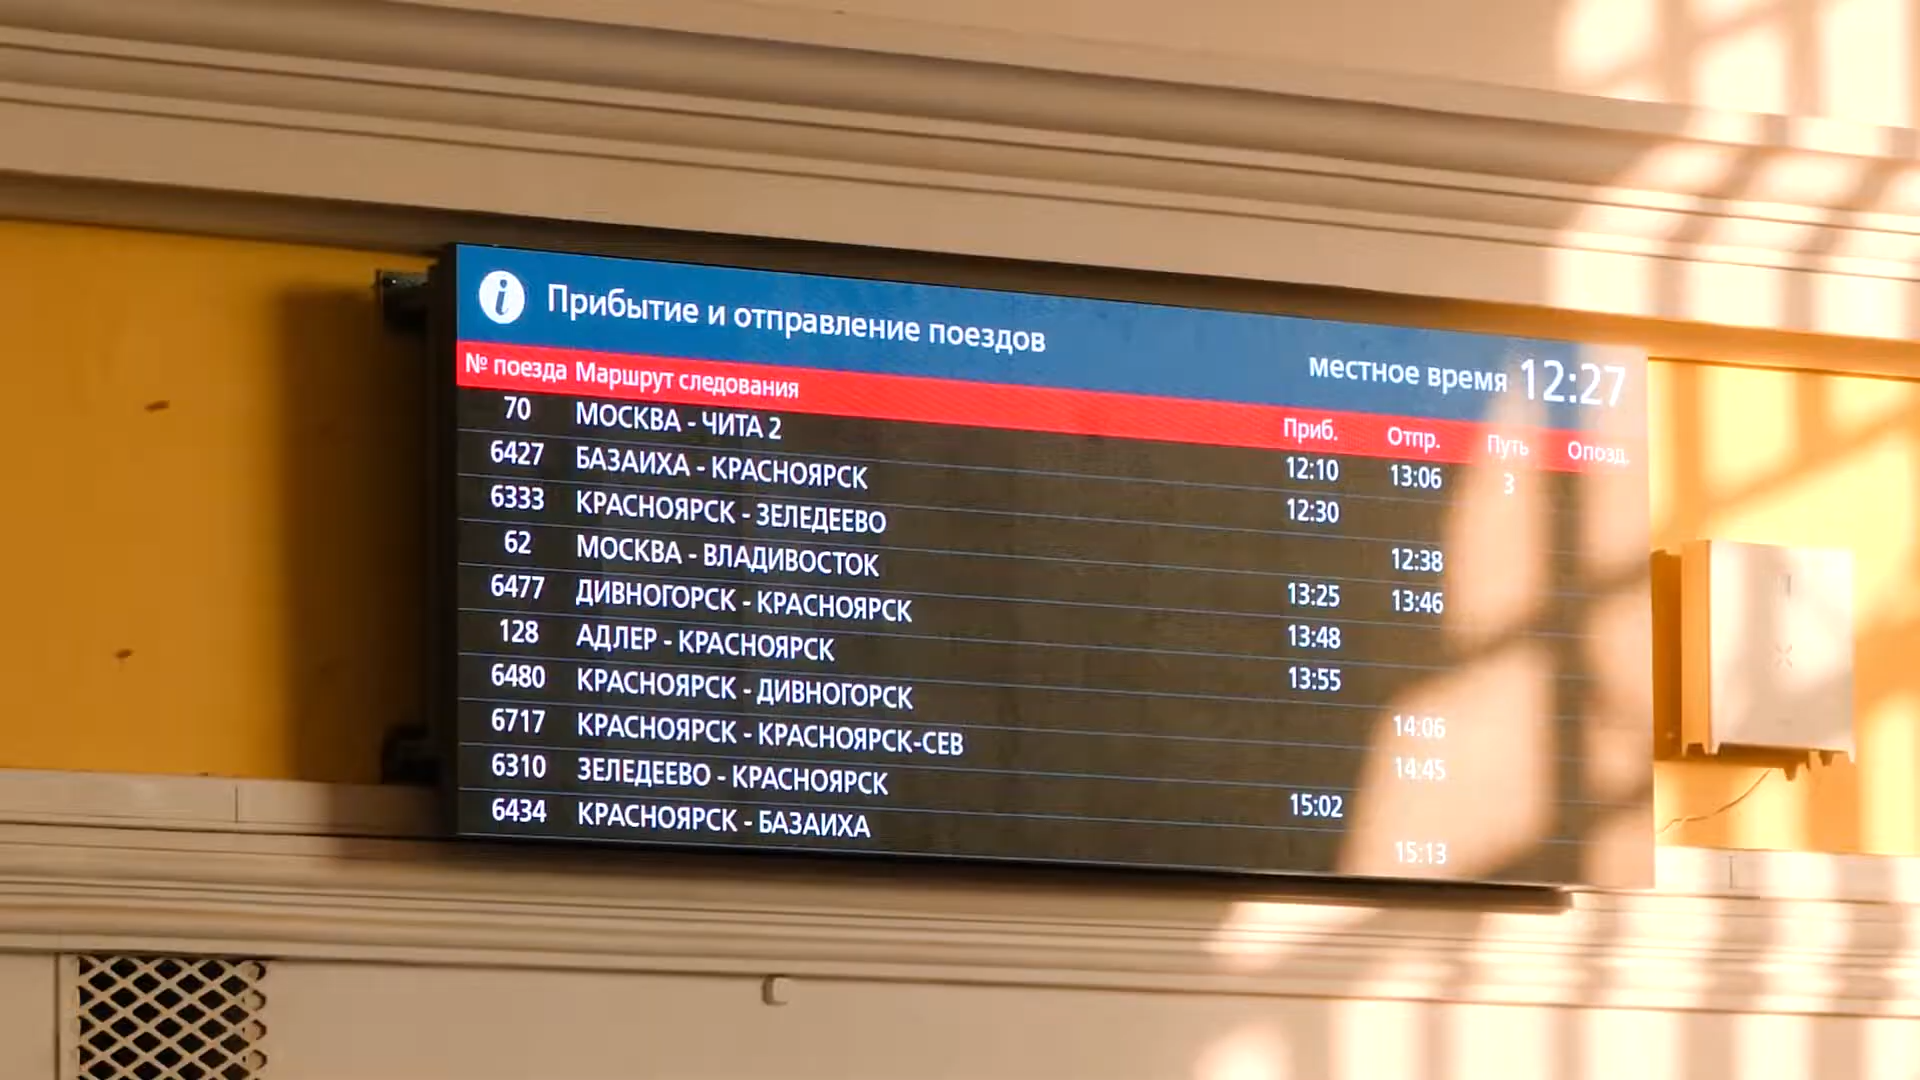 i Прибытие и отправление поездов местное время 12:27
№ поезда Маршрут следования Приб. Отпр. Путь Опозд.
70 МОСКВА - ЧИТА 2 12:10 13:06 3
6427 БАЗАИХА - КРАСНОЯРСК 12:30
6333 КРАСНОЯРСК - ЗЕЛЕДЕЕВО 12:38
62 МОСКВА - ВЛАДИВОСТОК 13:25 13:46
6477 ДИВНОГОРСК - КРАСНОЯРСК 13:48
128 АДЛЕР - КРАСНОЯРСК 13:55
6480 КРАСНОЯРСК - ДИВНОГОРСК 14:06
6717 КРАСНОЯРСК - КРАСНОЯРСК-СЕВ 14:45
6310 ЗЕЛЕДЕЕВО - КРАСНОЯРСК 15:02
6434 КРАСНОЯРСК - БАЗАИХА 15:13